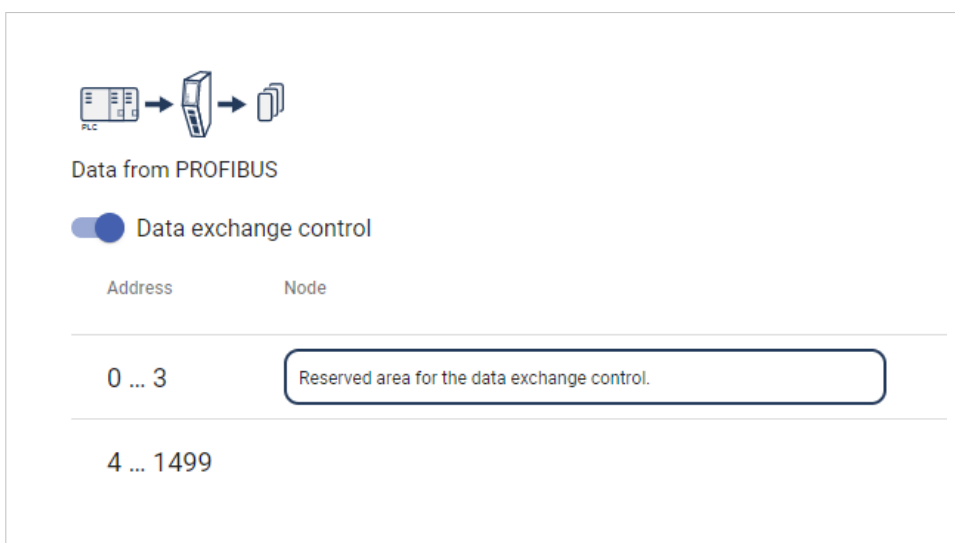 PLC
Data from PROFIBUS
Data exchange control
Address Node
0 ... 3 Reserved area for the data exchange control.
4 ... 1499